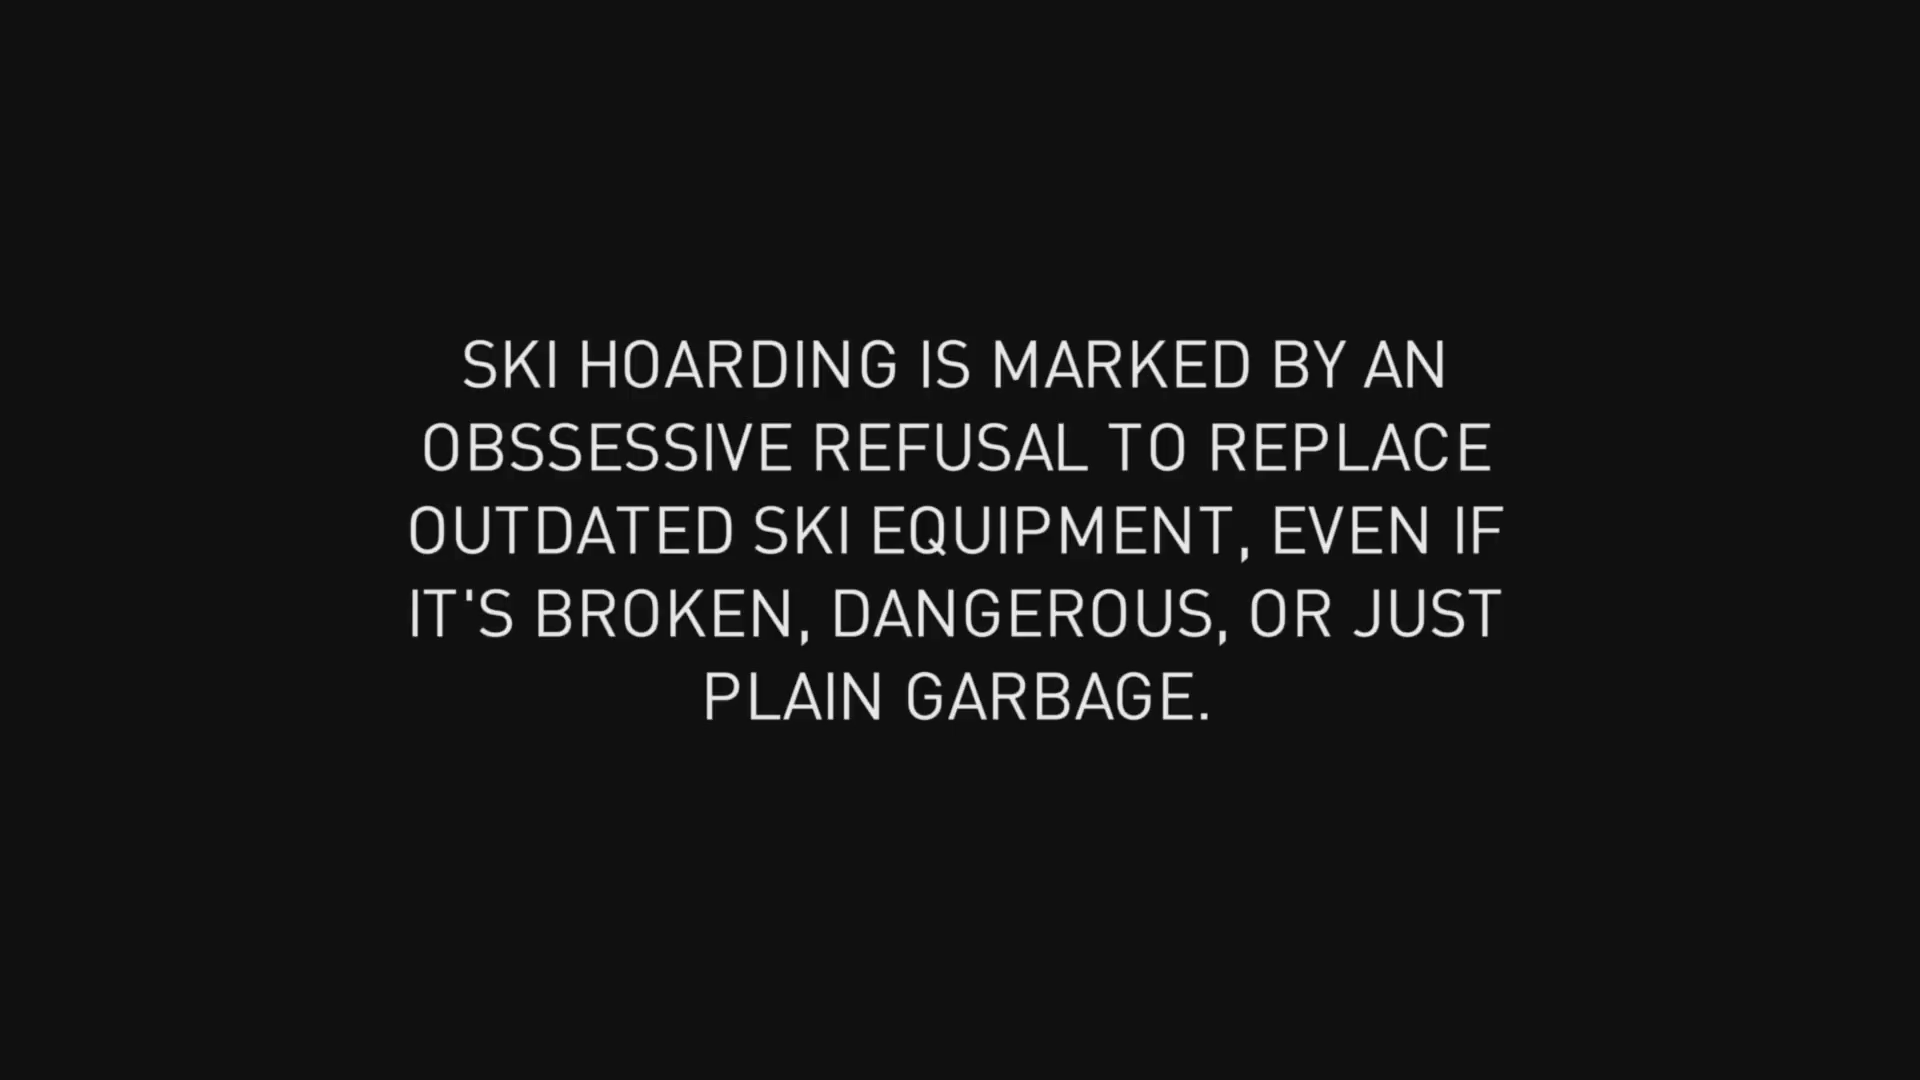 SKI HOARDING IS MARKED BY AN
OBSSESSIVE REFUSAL TO REPLACE
OUTDATED SKI EQUIPMENT, EVEN IF
IT'S BROKEN, DANGEROUS, OR JUST
PLAIN GARBAGE.